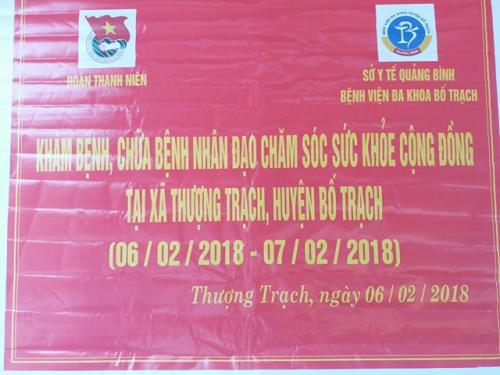 ĐOÀN THANH NIÊN
SỞ Y TẾ QUẢNG BÌNH
BỆNH VIỆN ĐA KHOA BỐ TRẠCH
KHÁM BỆNH, CHỮA BỆNH NHÂN ĐẠO CHĂM SÓC SỨC KHỎE CỘNG ĐỒNG
TẠI XÃ THƯỢNG TRẠCH, HUYỆN BỐ TRẠCH
(06 / 02 / 2018 - 07 / 02 / 2018)
Thượng Trạch, ngày 06 / 02 / 2018